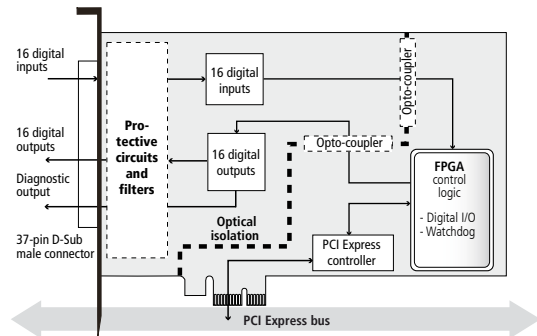 16 digital
inputs
16 digital
outputs
Diagnostic
output
37-pin D-Sub
male connector
Pro-
tective
circuits
and
filters
16 digital
inputs
16 digital
outputs
Optical
isolation
Opto-coupler
Opto-coupler
FPGA
control
logic
- Digital I/O
- Watchdog
PCI Express
controller
PCI Express bus